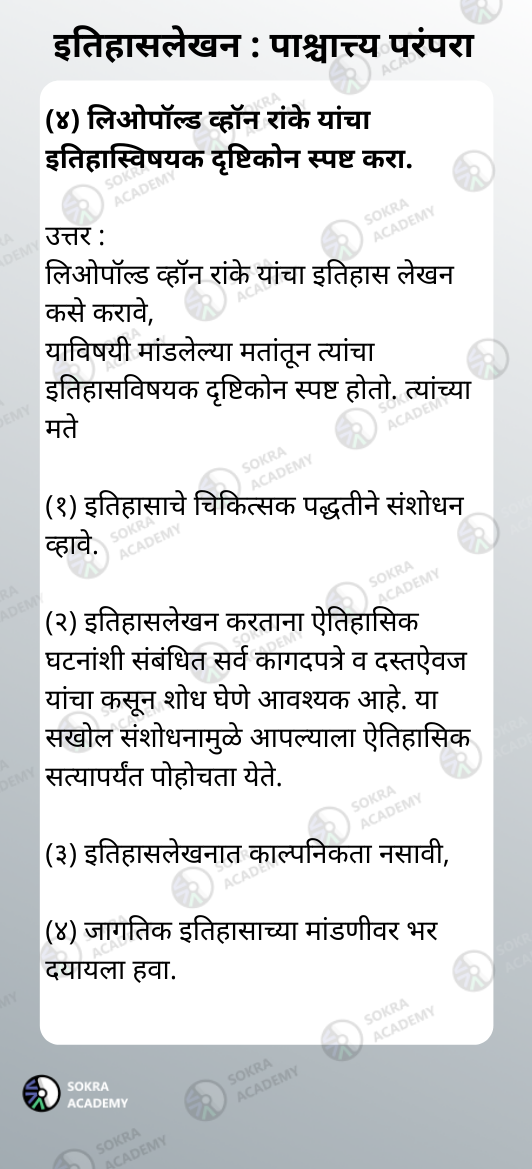 इतिहासलेखन : पाश्चात्त्य परंपरा
(४) लिओपॉल्ड व्हॉन रांके यांचा
इतिहास्विषयक दृष्टिकोन स्पष्ट करा.
उत्तर :
लिओपॉल्ड व्हॉन रांके यांचा इतिहास लेखन
कसे करावे,
याविषयी मांडलेल्या मतांतून त्यांचा
इतिहासविषयक दृष्टिकोन स्पष्ट होतो. त्यांच्या
मते
(१) इतिहासाचे चिकित्सक पद्धतीने संशोधन
व्हावे.
(२) इतिहासलेखन करताना ऐतिहासिक
घटनांशी संबंधित सर्व कागदपत्रे व दस्तऐवज
यांचा कसून शोध घेणे आवश्यक आहे. या
सखोल संशोधनामुळे आपल्याला ऐतिहासिक
सत्यापर्यंत पोहोचता येते.
(३) इतिहासलेखनात काल्पनिकता नसावी,
(४) जागतिक इतिहासाच्या मांडणीवर भर
दयायला हवा.
SOKRA
ACADEMY